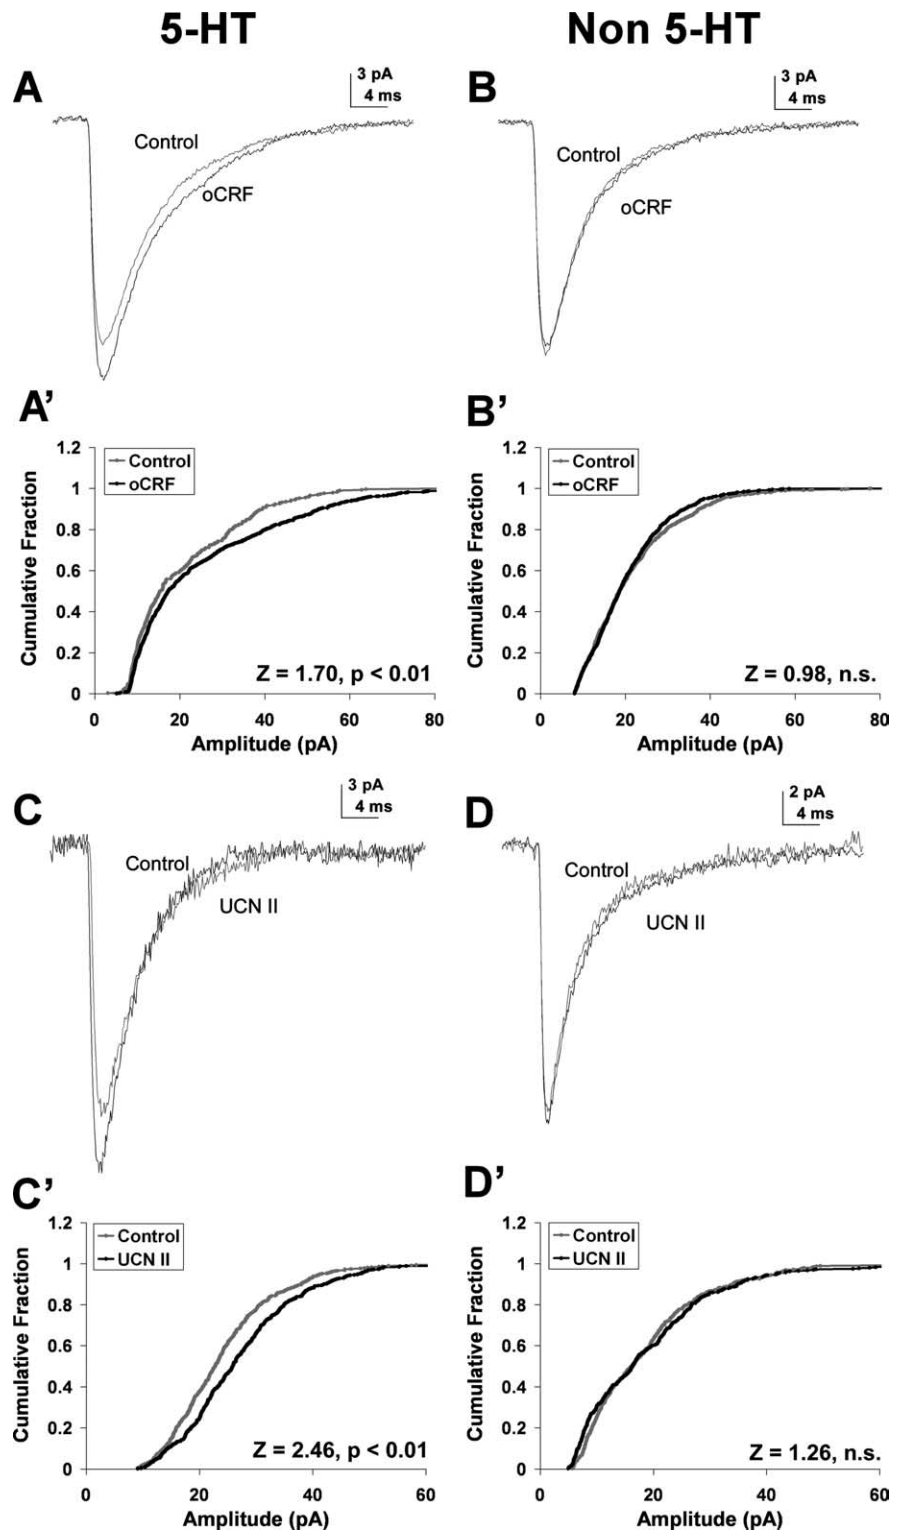 5-HT
Non 5-HT
A
3 pA
4 ms
Control
oCRF
B
3 pA
4 ms
Control
oCRF
A'
Control
oCRF
Cumulative Fraction
1.2
1
0.8
0.6
0.4
0.2
0
Z = 1.70, p < 0.01
0 20 40 60 80
Amplitude (pA)
B'
Control
oCRF
Cumulative Fraction
1.2
1
0.8
0.6
0.4
0.2
0
Z = 0.98, n.s.
0 20 40 60 80
Amplitude (pA)
C
3 pA
4 ms
Control
UCN II
D
2 pA
4 ms
Control
UCN II
C'
Control
UCN II
Cumulative Fraction
1.2
1
0.8
0.6
0.4
0.2
0
Z = 2.46, p < 0.01
0 20 40 60
Amplitude (pA)
D'
Control
UCN II
Cumulative Fraction
1.2
1
0.8
0.6
0.4
0.2
0
Z = 1.26, n.s.
0 20 40 60
Amplitude (pA)